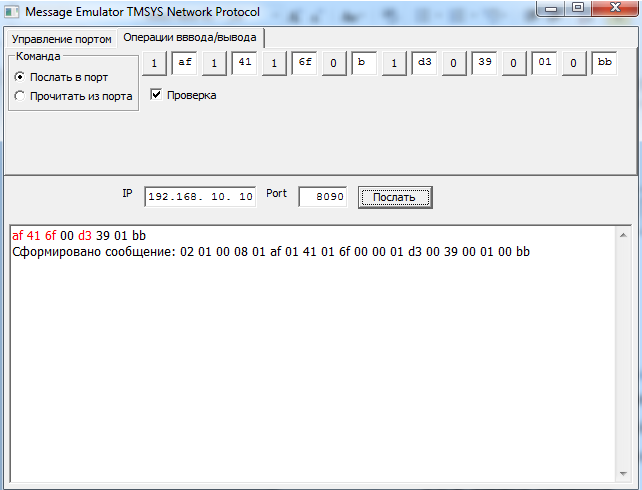 Message Emulator TMSYS Network Protocol
Управление портом Операции вввода/вывода
Команда
1 af 1 41 1 6f 0 b 1 d3 0 39 0 01 0 bb
Послать в порт
Прочитать из порта
Проверка
IP 192.168. 10. 10 Port 8090 Послать
af 41 6f 00 d3 39 01 bb
Сформировано сообщение: 02 01 00 08 01 af 01 41 01 6f 00 00 01 d3 00 39 00 01 00 bb